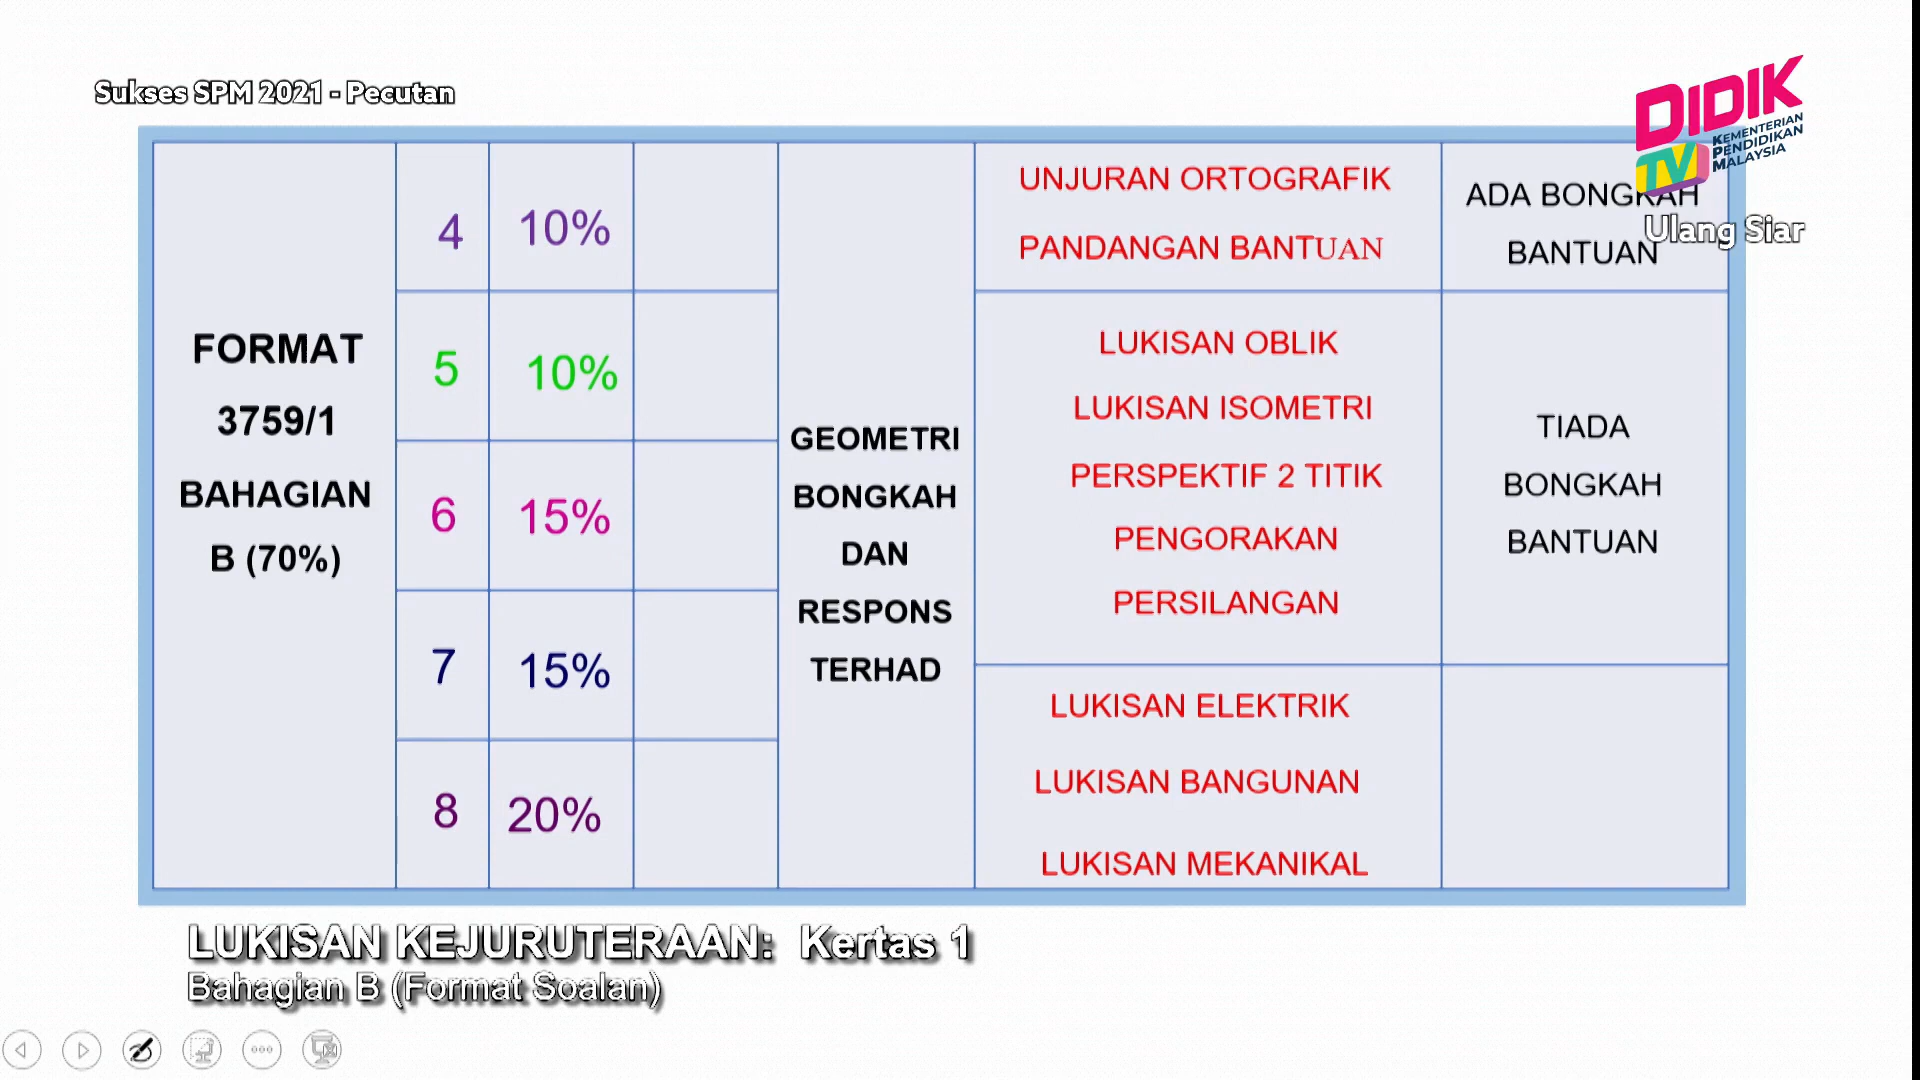 Sukses SPM 2021 - Pecutan
DIDIK
TV
KEMENTERIAN
PENDIDIKAN
MALAYSIA
Ulang Siar
FORMAT
3759/1
BAHAGIAN
B (70%)
4
10%
5
10%
6
15%
7
15%
8
20%
GEOMETRI
BONGKAH
DAN
RESPONS
TERHAD
UNJURAN ORTOGRAFIK
PANDANGAN BANTUAN
ADA BONGKAH
BANTUAN
LUKISAN OBLIK
LUKISAN ISOMETRI
PERSPEKTIF 2 TITIK
PENGORAKAN
PERSILANGAN
TIADA
BONGKAH
BANTUAN
LUKISAN ELEKTRIK
LUKISAN BANGUNAN
LUKISAN MEKANIKAL
LUKISAN KEJURUTERAAN: Kertas 1
Bahagian B (Format Soalan)